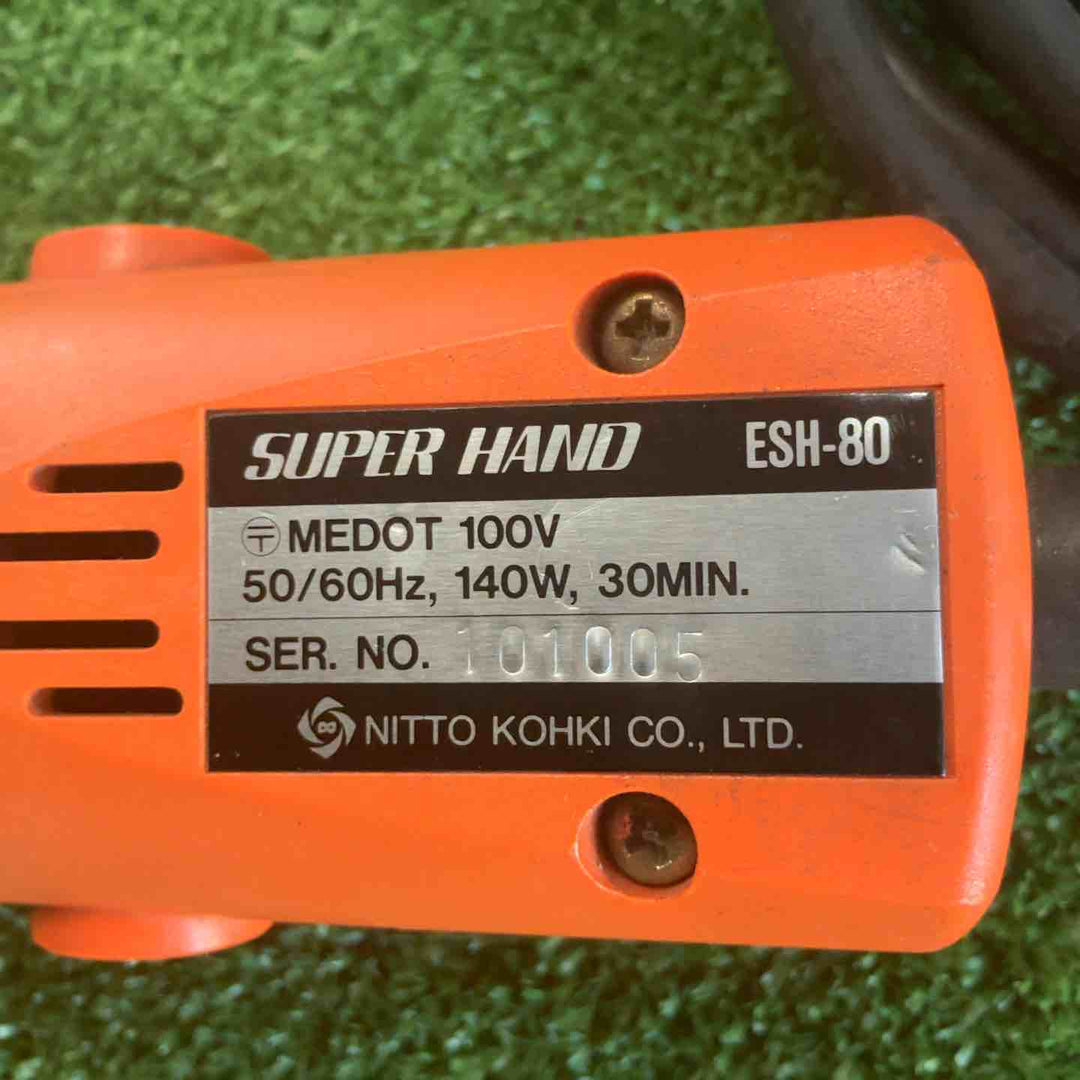 SUPER HAND ESH-80
〒 MEDOT 100V
50/60Hz, 140W, 30MIN.
SER. NO. 101005
NITTO KOHKI CO., LTD.